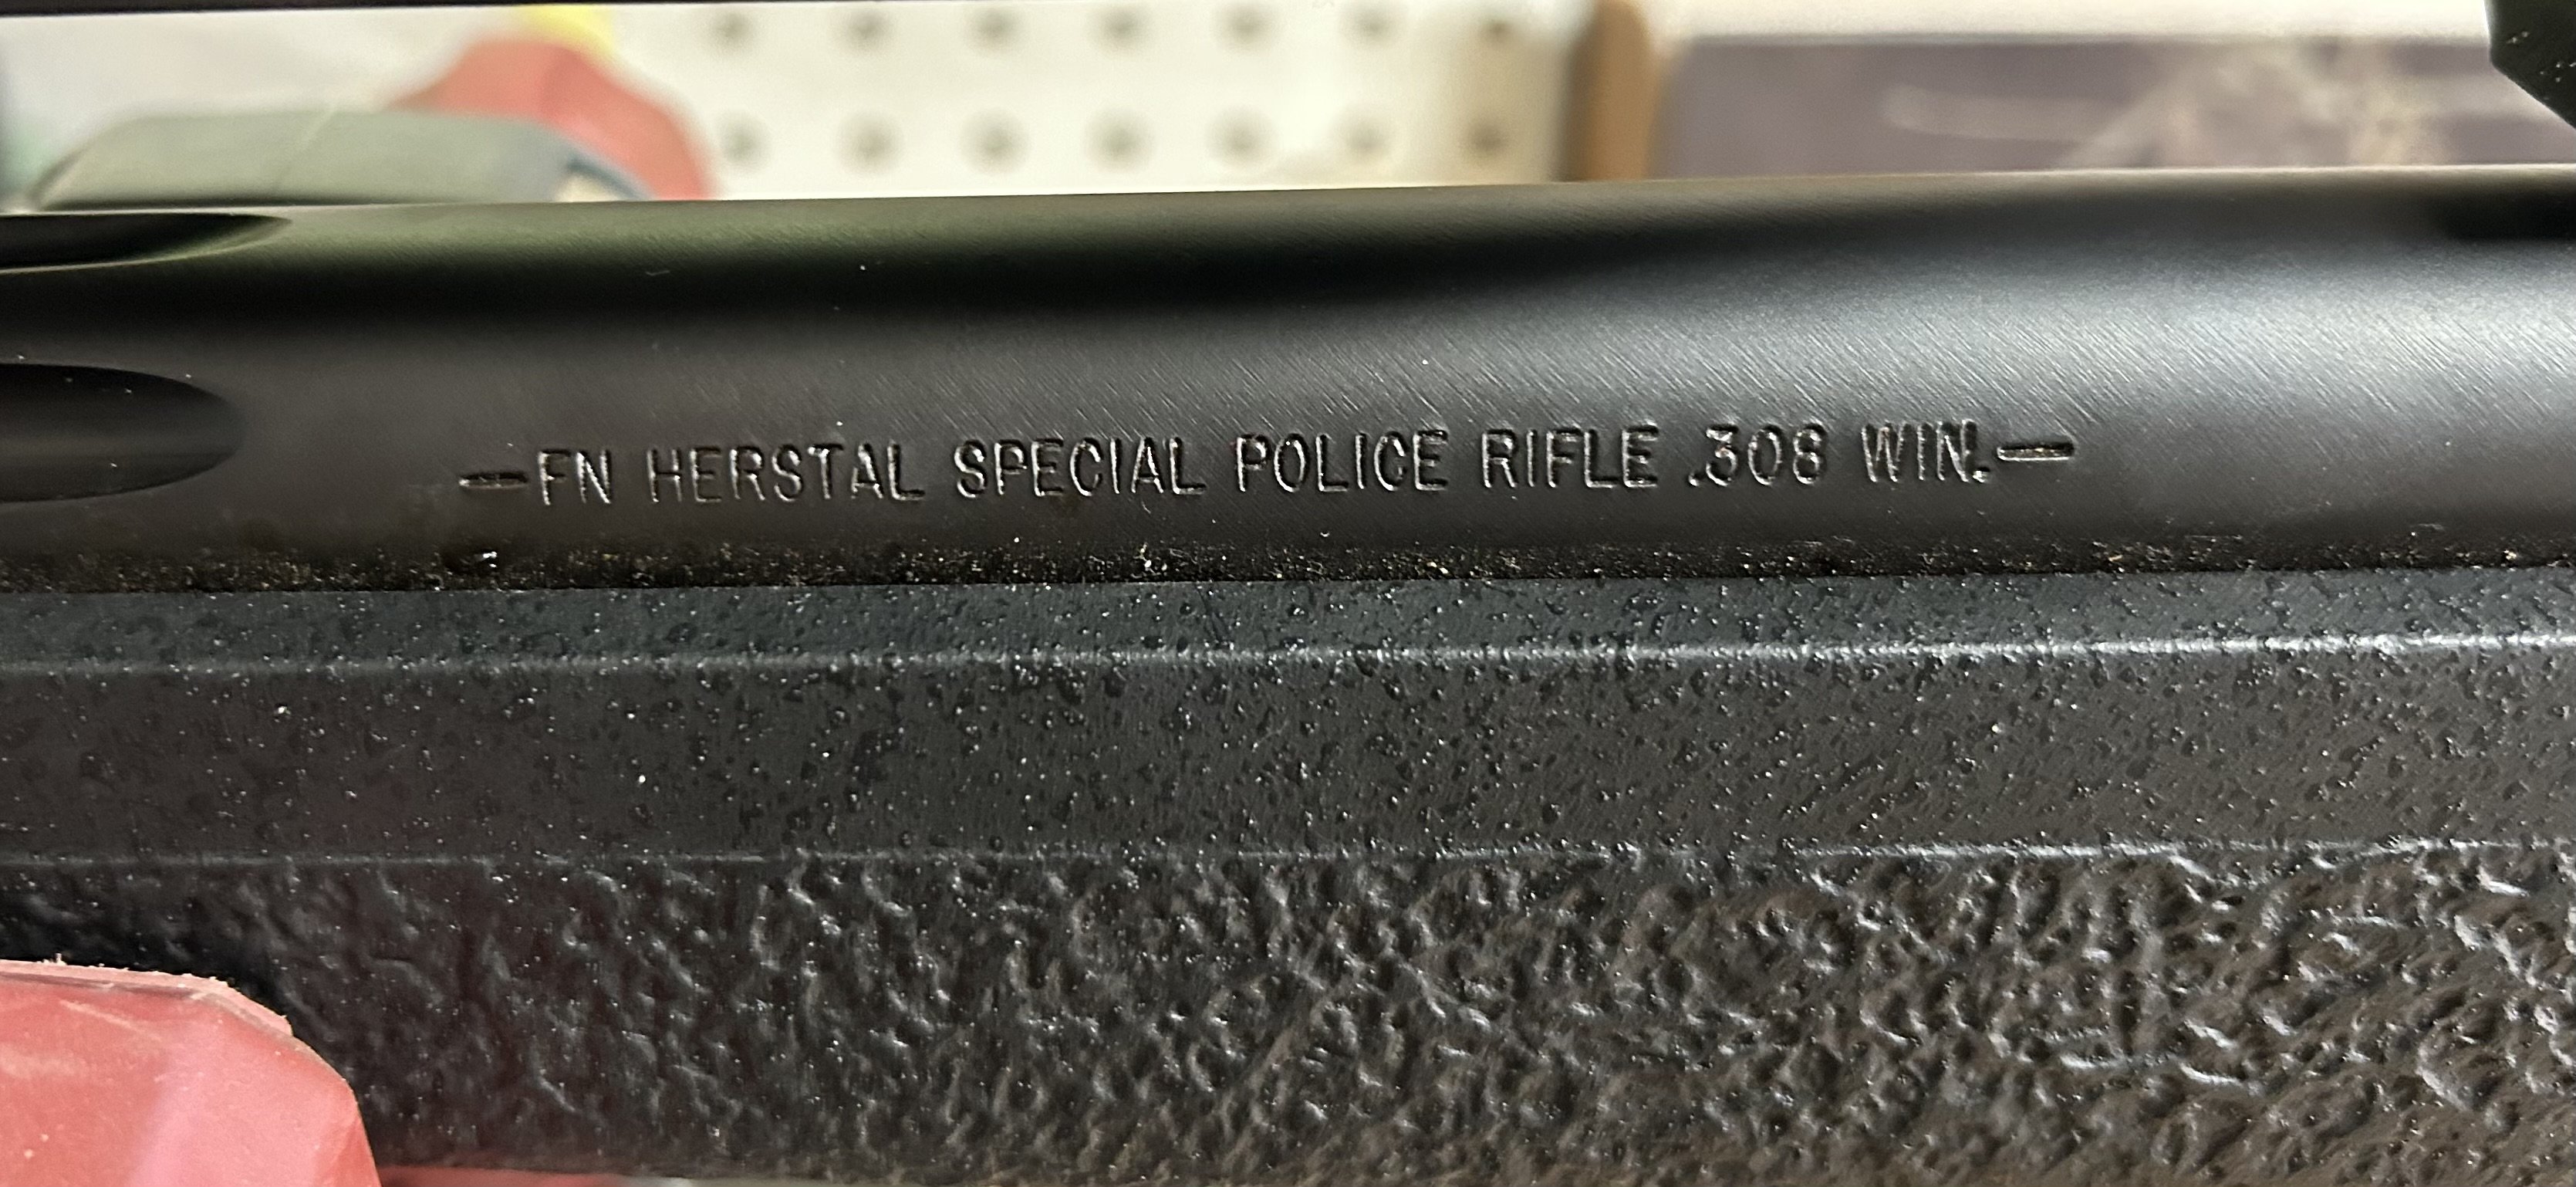 —FN HERSTAL SPECIAL POLICE RIFLE .308 WIN.—